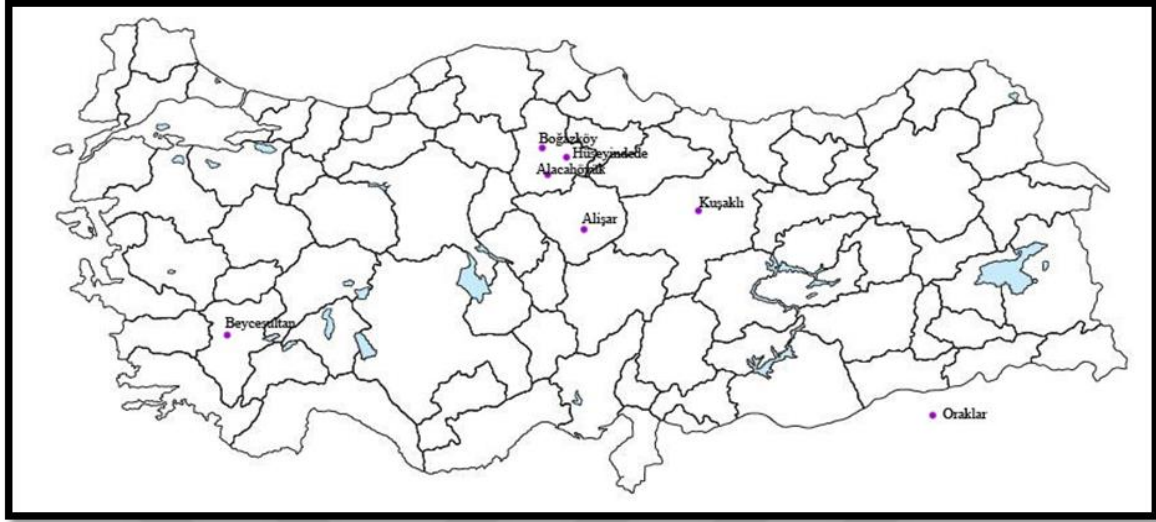 Boğazköy
Hüseyindede
Alacahöyük
Kuşaklı
Alişar
Beycesultan
Oraklar